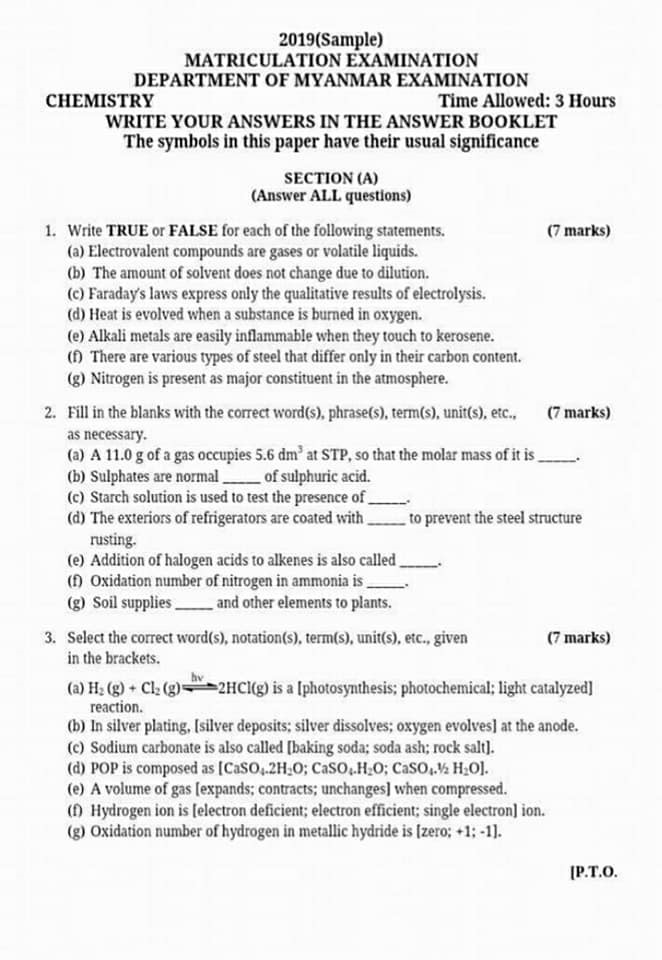 2019(Sample)
MATRICULATION EXAMINATION
DEPARTMENT OF MYANMAR EXAMINATION
CHEMISTRY Time Allowed: 3 Hours
WRITE YOUR ANSWERS IN THE ANSWER BOOKLET
The symbols in this paper have their usual significance
SECTION (A)
(Answer ALL questions)
1. Write TRUE or FALSE for each of the following statements. (7 marks)
(a) Electrovalent compounds are gases or volatile liquids.
(b) The amount of solvent does not change due to dilution.
(c) Faraday's laws express only the qualitative results of electrolysis.
(d) Heat is evolved when a substance is burned in oxygen.
(e) Alkali metals are easily inflammable when they touch to kerosene.
(f) There are various types of steel that differ only in their carbon content.
(g) Nitrogen is present as major constituent in the atmosphere.
2. Fill in the blanks with the correct word(s), phrase(s), term(s), unit(s), etc., (7 marks)
as necessary.
(a) A 11.0 g of a gas occupies 5.6 dm³ at STP, so that the molar mass of it is _____.
(b) Sulphates are normal _____ of sulphuric acid.
(c) Starch solution is used to test the presence of _____.
(d) The exteriors of refrigerators are coated with _____ to prevent the steel structure
rusting.
(e) Addition of halogen acids to alkenes is also called _____.
(f) Oxidation number of nitrogen in ammonia is _____.
(g) Soil supplies _____ and other elements to plants.
3. Select the correct word(s), notation(s), term(s), unit(s), etc., given (7 marks)
in the brackets.
(a) H₂ (g) + Cl₂ (g) hv ⇌ 2HCl(g) is a [photosynthesis; photochemical; light catalyzed]
reaction.
(b) In silver plating, [silver deposits; silver dissolves; oxygen evolves] at the anode.
(c) Sodium carbonate is also called [baking soda; soda ash; rock salt].
(d) POP is composed as [CaSO₄.2H₂O; CaSO₄.H₂O; CaSO₄.½ H₂O].
(e) A volume of gas [expands; contracts; unchanges] when compressed.
(f) Hydrogen ion is [electron deficient; electron efficient; single electron] ion.
(g) Oxidation number of hydrogen in metallic hydride is [zero; +1; -1].
[P.T.O.